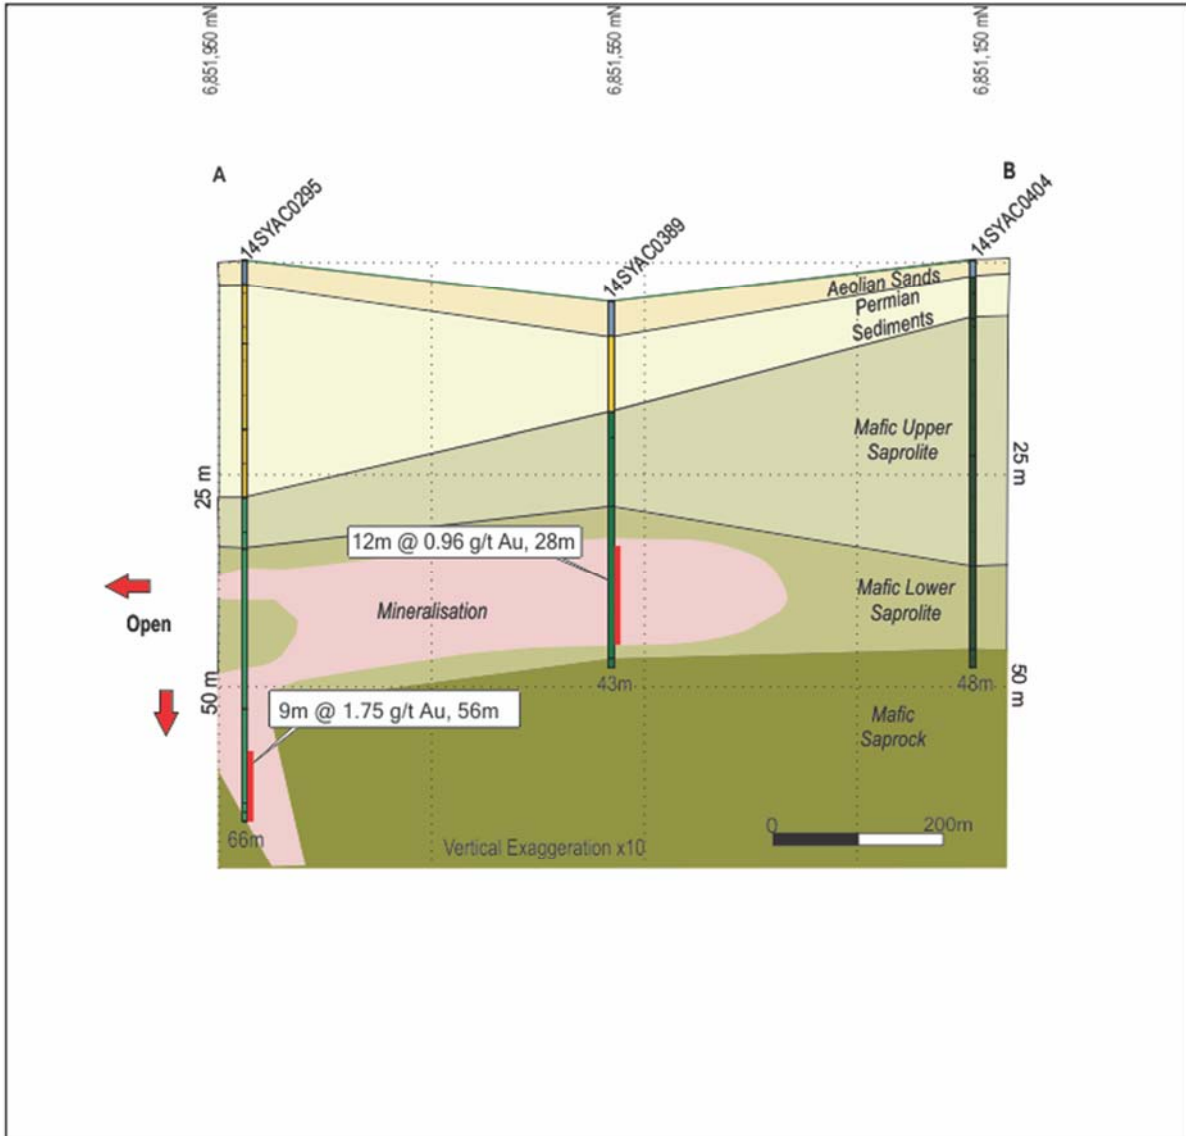 6,851,950 mN
6,851,550 mN
6,851,150 mN
A
B
14SYAC0295
14SYAC0389
14SYAC0404
Aeolian Sands
Permian
Sediments
Mafic Upper
Saprolite
25 m
25 m
12m @ 0.96 g/t Au, 28m
Mineralisation
Mafic Lower
Saprolite
Open
50 m
50 m
43m
48m
9m @ 1.75 g/t Au, 56m
Mafic
Saprock
66m
Vertical Exaggeration x10
0
200m